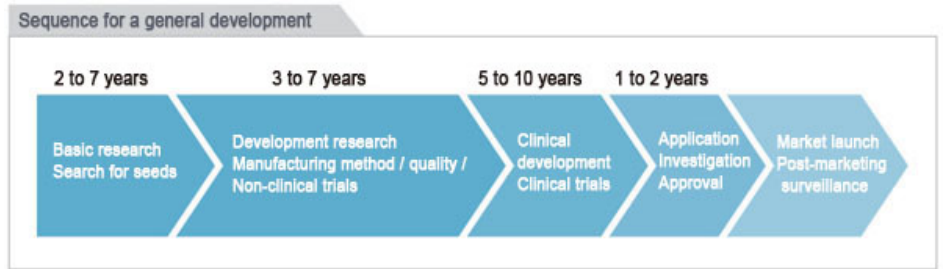 Sequence for a general development
2 to 7 years
3 to 7 years
5 to 10 years
1 to 2 years
Basic research
Search for seeds
Development research
Manufacturing method / quality /
Non-clinical trials
Clinical
development
Clinical trials
Application
Investigation
Approval
Market launch
Post-marketing
surveillance